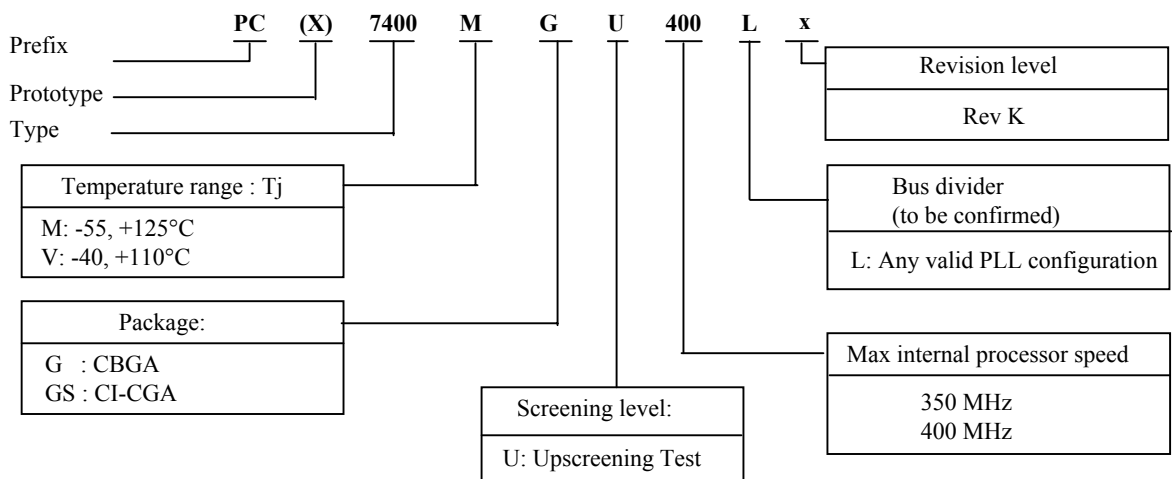 PC (X) 7400 M G U 400 L x
Prefix
Prototype
Type
Revision level
Rev K
Temperature range : Tj
M: -55, +125°C
V: -40, +110°C
Bus divider
(to be confirmed)
L: Any valid PLL configuration
Package:
G : CBGA
GS : CI-CGA
Screening level:
U: Upscreening Test
Max internal processor speed
350 MHz
400 MHz